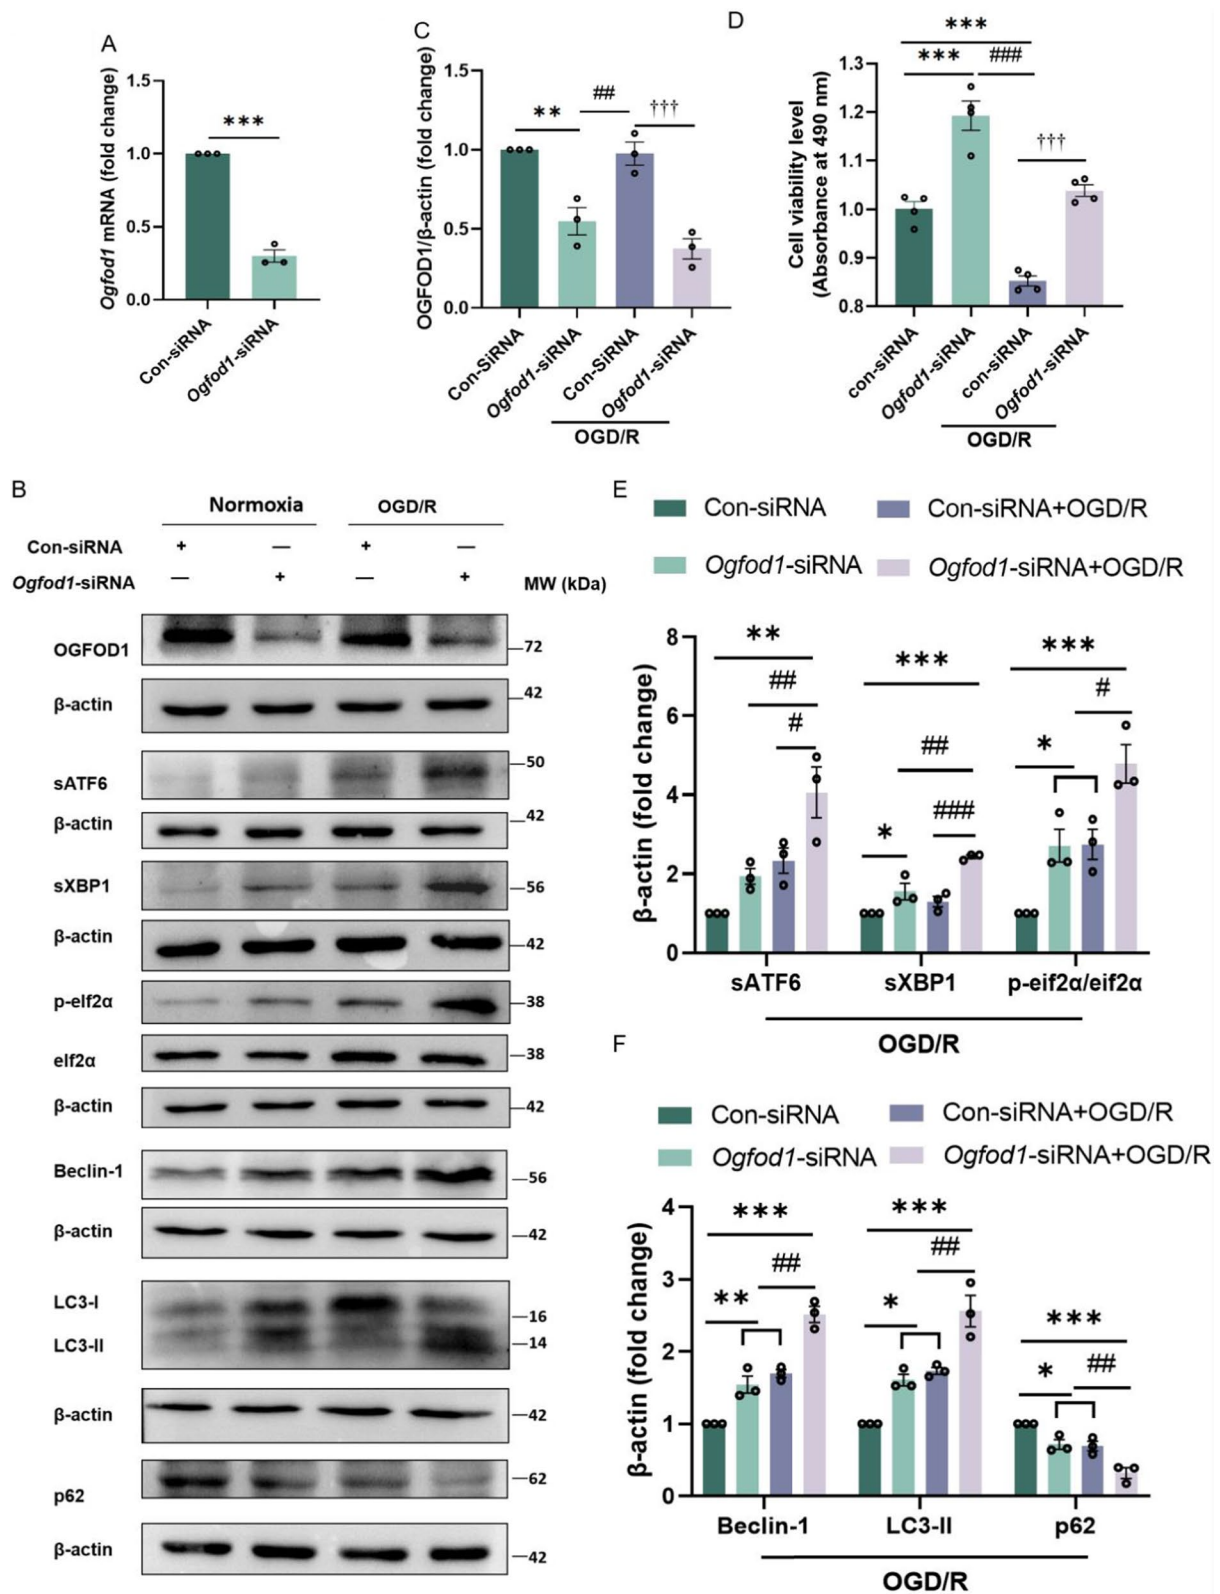 A
Ogfod1 mRNA (fold change)
1.5
1.0
0.5
0.0
***
Con-siRNA
Ogfod1-siRNA
C
OGFOD1/β-actin (fold change)
1.5
1.0
0.5
0.0
**
##
†††
Con-SiRNA
Ogfod1-siRNA
Con-SiRNA
Ogfod1-siRNA
OGD/R
D
Cell viability level
(Absorbance at 490 nm)
1.3
1.2
1.1
1.0
0.9
0.8
***
***
###
†††
con-siRNA
Ogfod1-siRNA
con-siRNA
Ogfod1-siRNA
OGD/R
B
Normoxia
OGD/R
Con-siRNA + — + —
Ogfod1-siRNA — + — +
MW (kDa)
OGFOD1
72
β-actin
42
sATF6
50
β-actin
42
sXBP1
56
β-actin
42
p-eIf2α
38
eIf2α
38
β-actin
42
Beclin-1
56
β-actin
42
LC3-I
16
LC3-II
14
β-actin
42
p62
62
β-actin
42
E
Con-siRNA
Con-siRNA+OGD/R
Ogfod1-siRNA
Ogfod1-siRNA+OGD/R
β-actin (fold change)
8
6
4
2
0
**
##
#
***
##
*
###
***
#
*
sATF6
sXBP1
p-eif2α/eif2α
OGD/R
F
Con-siRNA
Con-siRNA+OGD/R
Ogfod1-siRNA
Ogfod1-siRNA+OGD/R
β-actin (fold change)
4
3
2
1
0
***
##
**
***
##
*
***
##
*
Beclin-1
LC3-II
p62
OGD/R